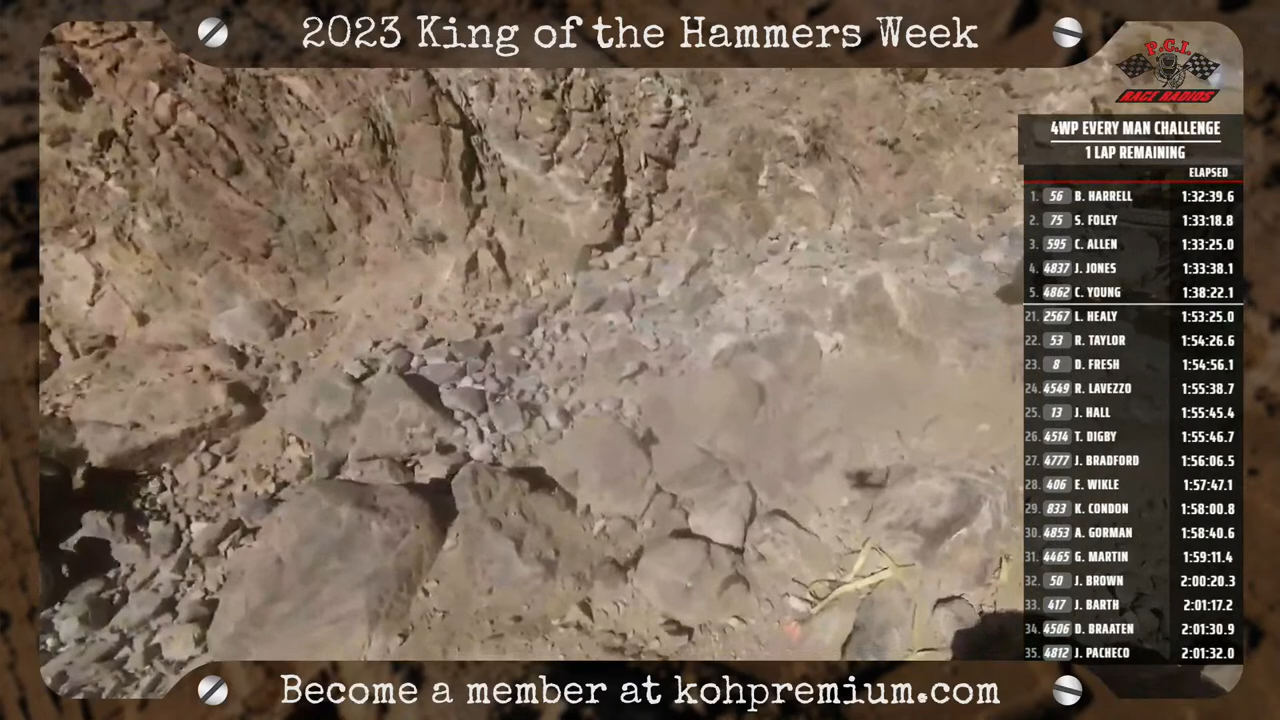 2023 King of the Hammers Week
P.C.I.
RACE RADIOS
4WP EVERY MAN CHALLENGE
1 LAP REMAINING
ELAPSED
1. 56 B. HARRELL 1:32:39.6
2. 75 S. FOLEY 1:33:18.8
3. 595 C. ALLEN 1:33:25.0
4. 4837 J. JONES 1:33:38.1
5. 4862 C. YOUNG 1:38:22.1
21. 2567 L. HEALY 1:53:25.0
22. 53 R. TAYLOR 1:54:26.6
23. 8 D. FRESH 1:54:56.1
24. 4549 R. LAVEZZO 1:55:38.7
25. 13 J. HALL 1:55:45.4
26. 4514 T. DIGBY 1:55:46.7
27. 4777 J. BRADFORD 1:56:06.5
28. 406 E. WIKLE 1:57:47.1
29. 833 K. CONDON 1:58:00.8
30. 4853 A. GORMAN 1:58:40.6
31. 4465 G. MARTIN 1:59:11.4
32. 50 J. BROWN 2:00:20.3
33. 417 J. BARTH 2:01:17.2
34. 4506 D. BRAATEN 2:01:30.9
35. 4812 J. PACHECO 2:01:32.0
Become a member at kohpremium.com